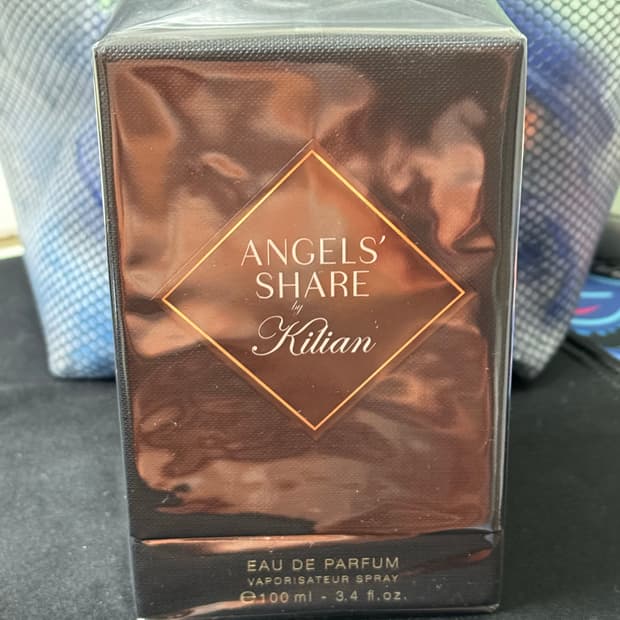 ANGELS’
SHARE
by
Kilian
EAU DE PARFUM
VAPORISATEUR SPRAY
℮100 ml - 3.4 fl.oz.